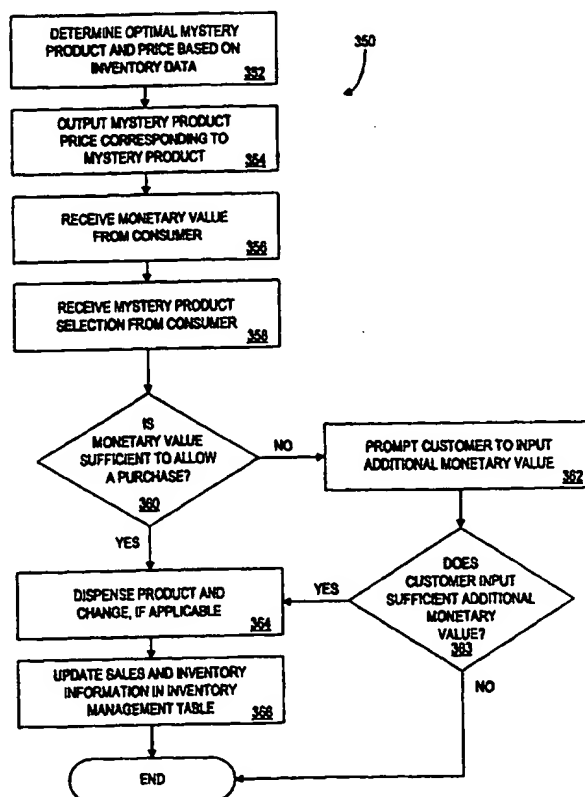 DETERMINE OPTIMAL MYSTERY
PRODUCT AND PRICE BASED ON
INVENTORY DATA
352
350
OUTPUT MYSTERY PRODUCT
PRICE CORRESPONDING TO
MYSTERY PRODUCT
354
RECEIVE MONETARY VALUE
FROM CONSUMER
356
RECEIVE MYSTERY PRODUCT
SELECTION FROM CONSUMER
358
IS
MONETARY VALUE
SUFFICIENT TO ALLOW
A PURCHASE?
360
NO
PROMPT CUSTOMER TO INPUT
ADDITIONAL MONETARY VALUE
362
YES
DOES
CUSTOMER INPUT
SUFFICIENT ADDITIONAL
MONETARY
VALUE?
363
YES
NO
DISPENSE PRODUCT AND
CHANGE, IF APPLICABLE
364
UPDATE SALES AND INVENTORY
INFORMATION IN INVENTORY
MANAGEMENT TABLE
366
END